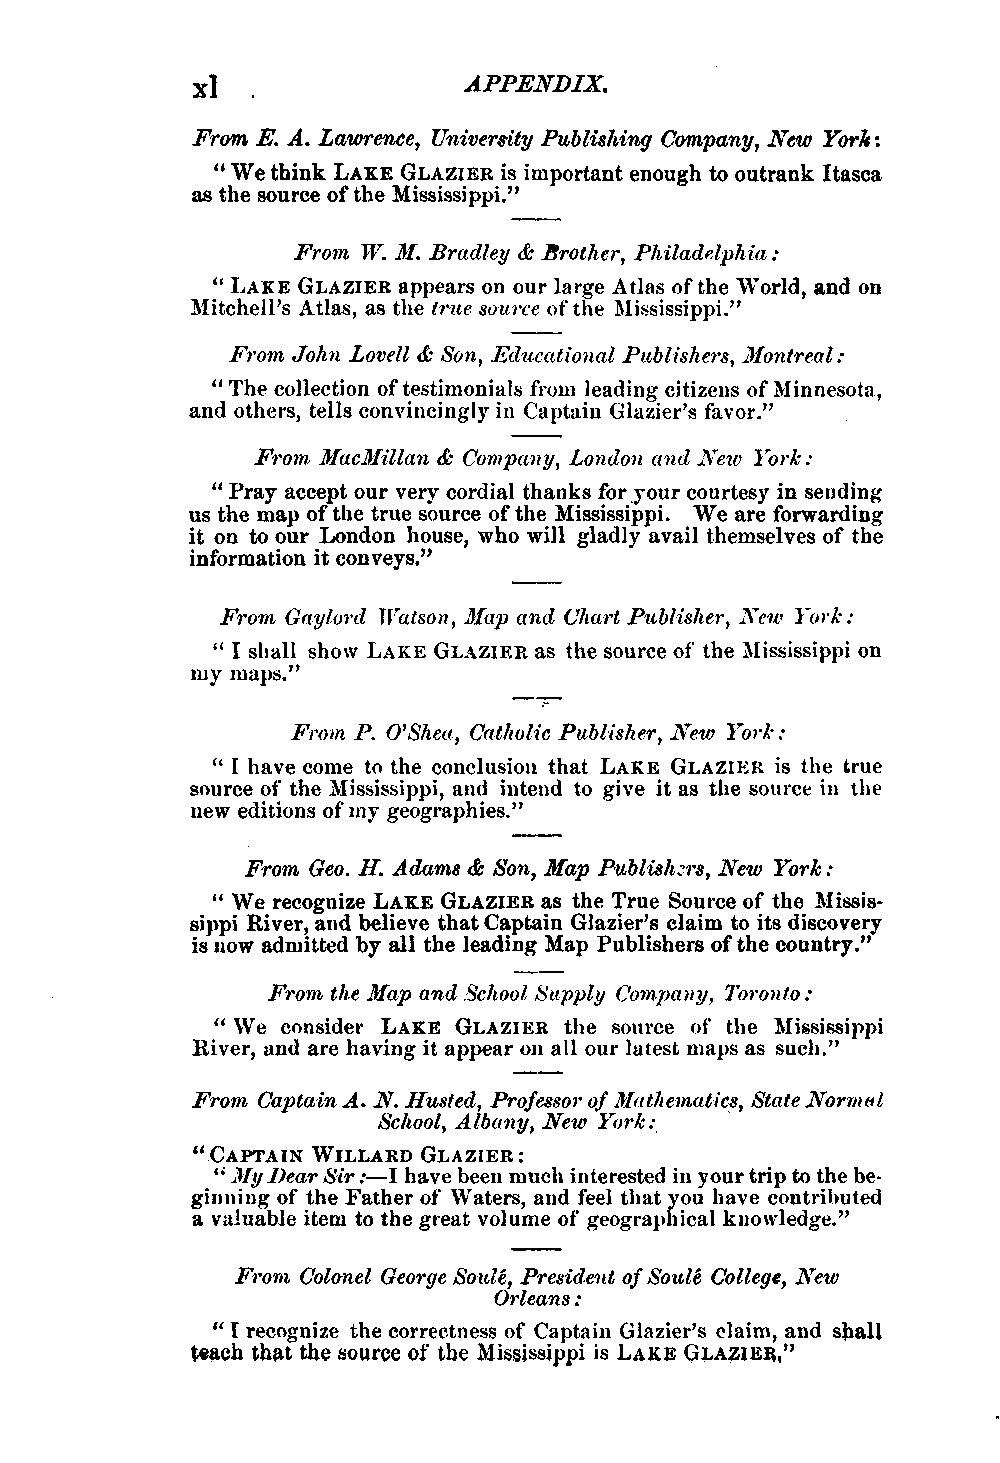 xl APPENDIX.
From E. A. Lawrence, University Publishing Company, New York:
“We think LAKE GLAZIER is important enough to outrank Itasca
as the source of the Mississippi.”
From W. M. Bradley & Brother, Philadelphia:
“LAKE GLAZIER appears on our large Atlas of the World, and on
Mitchell's Atlas, as the true source of the Mississippi.”
From John Lovell & Son, Educational Publishers, Montreal:
“The collection of testimonials from leading citizens of Minnesota,
and others, tells convincingly in Captain Glazier's favor.”
From MacMillan & Company, London and New York:
“Pray accept our very cordial thanks for your courtesy in sending
us the map of the true source of the Mississippi. We are forwarding
it on to our London house, who will gladly avail themselves of the
information it conveys.”
From Gaylord Watson, Map and Chart Publisher, New York:
“I shall show LAKE GLAZIER as the source of the Mississippi on
my maps.”
From P. O'Shea, Catholic Publisher, New York:
“I have come to the conclusion that LAKE GLAZIER is the true
source of the Mississippi, and intend to give it as the source in the
new editions of my geographies.”
From Geo. H. Adams & Son, Map Publishers, New York:
“We recognize LAKE GLAZIER as the True Source of the Missis-
sippi River, and believe that Captain Glazier's claim to its discovery
is now admitted by all the leading Map Publishers of the country.”
From the Map and School Supply Company, Toronto:
“We consider LAKE GLAZIER the source of the Mississippi
River, and are having it appear on all our latest maps as such.”
From Captain A. N. Husted, Professor of Mathematics, State Normal
School, Albany, New York:
“CAPTAIN WILLARD GLAZIER:
“My Dear Sir:—I have been much interested in your trip to the be-
ginning of the Father of Waters, and feel that you have contributed
a valuable item to the great volume of geographical knowledge.”
From Colonel George Soulé, President of Soulé College, New
Orleans:
“I recognize the correctness of Captain Glazier's claim, and shall
teach that the source of the Mississippi is LAKE GLAZIER.”